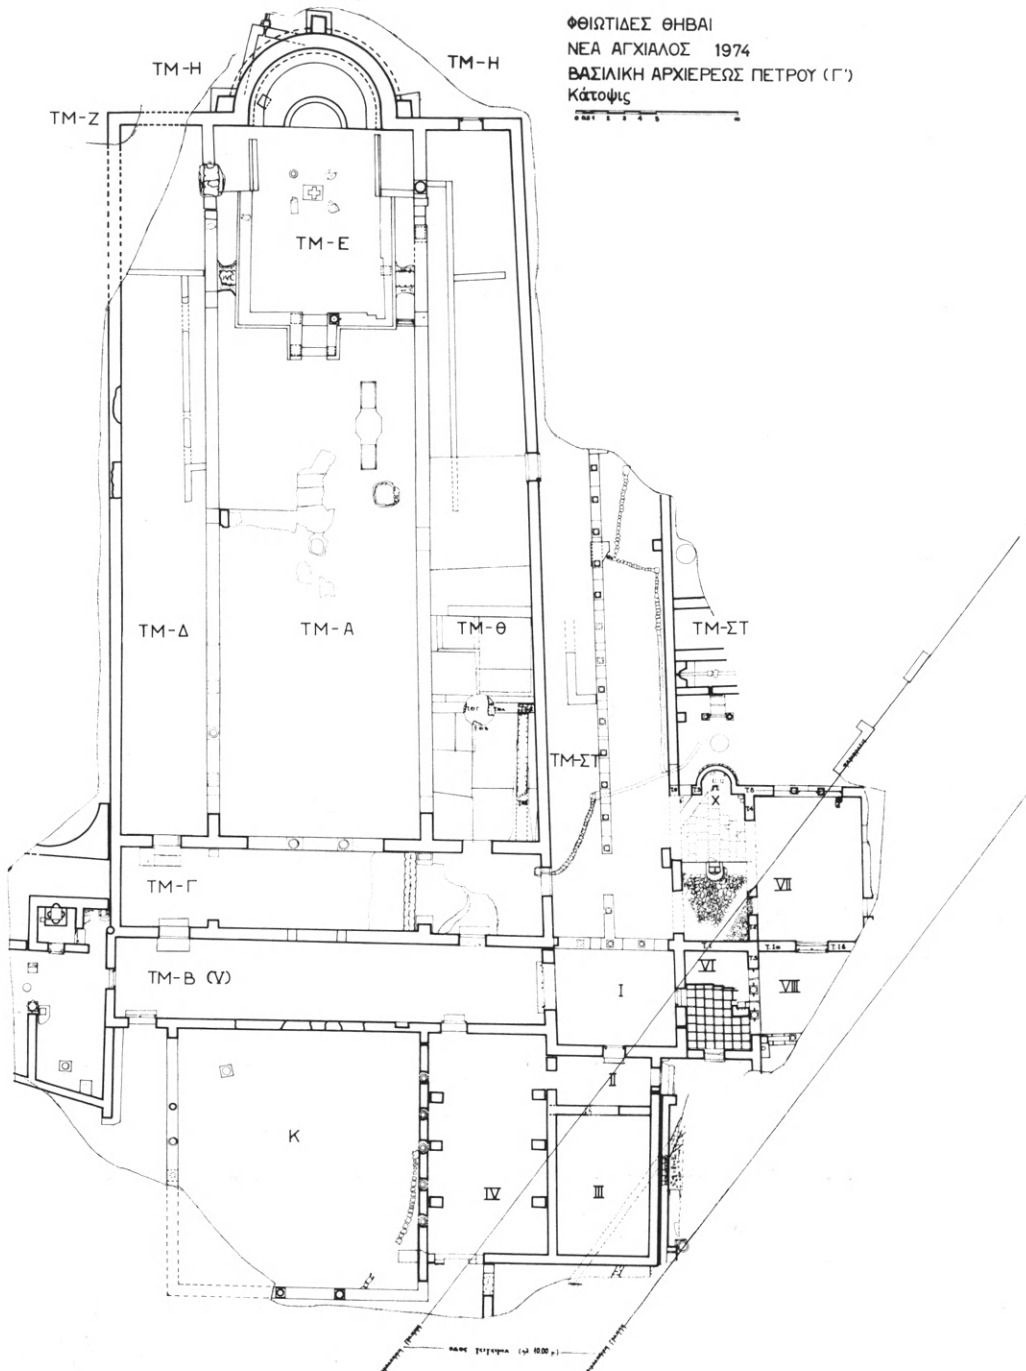 ΦΘΙΩΤΙΔΕΣ ΘΗΒΑΙ
ΝΕΑ ΑΓΧΙΑΛΟΣ 1974
ΒΑΣΙΛΙΚΗ ΑΡΧΙΕΡΕΩΣ ΠΕΤΡΟΥ (Γ')
Κάτοψις
ΤΜ-Η
ΤΜ-Η
ΤΜ-Ζ
ΤΜ-Ε
ΤΜ-Δ
ΤΜ-Α
ΤΜ-Θ
ΤΜ-ΣΤ
ΤΜ-ΣΤ
X
ΤΜ-Γ
VII
ΤΜ-Β (V)
I
VI
VIII
II
K
IV
III